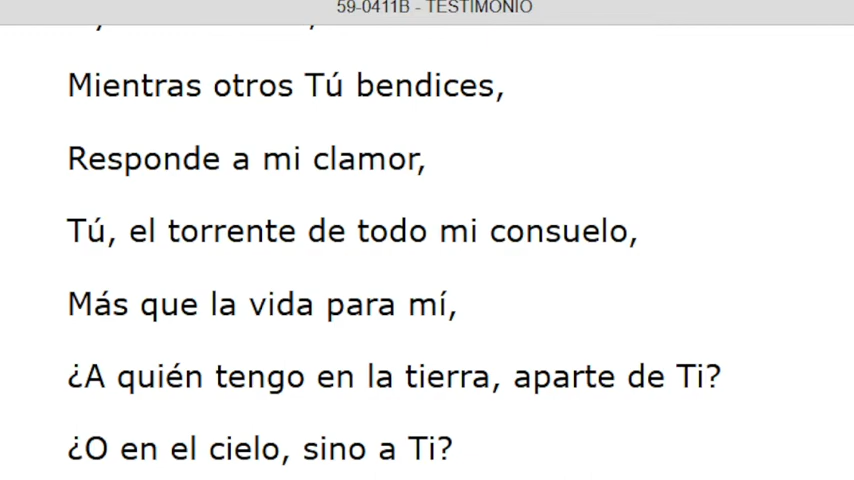 59-0411B - TESTIMONIO
Mientras otros Tú bendices,
Responde a mi clamor,
Tú, el torrente de todo mi consuelo,
Más que la vida para mí,
¿A quién tengo en la tierra, aparte de Ti?
¿O en el cielo, sino a Ti?